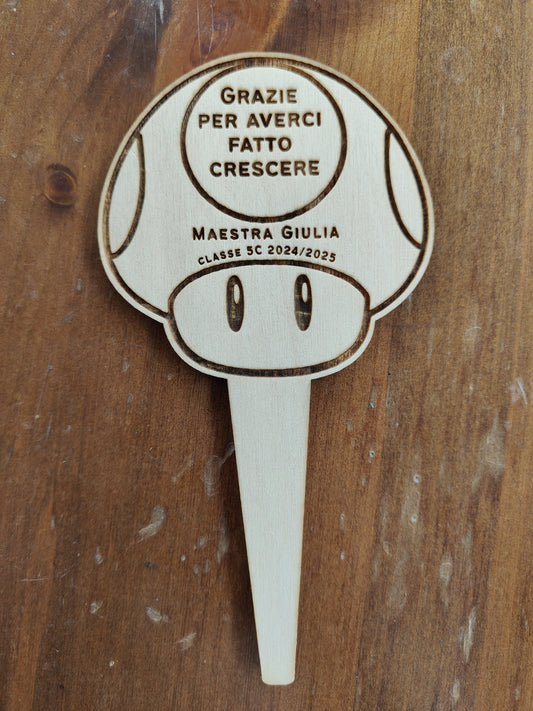 GRAZIE
PER AVERCI
FATTO
CRESCERE
MAESTRA GIULIA
CLASSE 5C 2024/2025